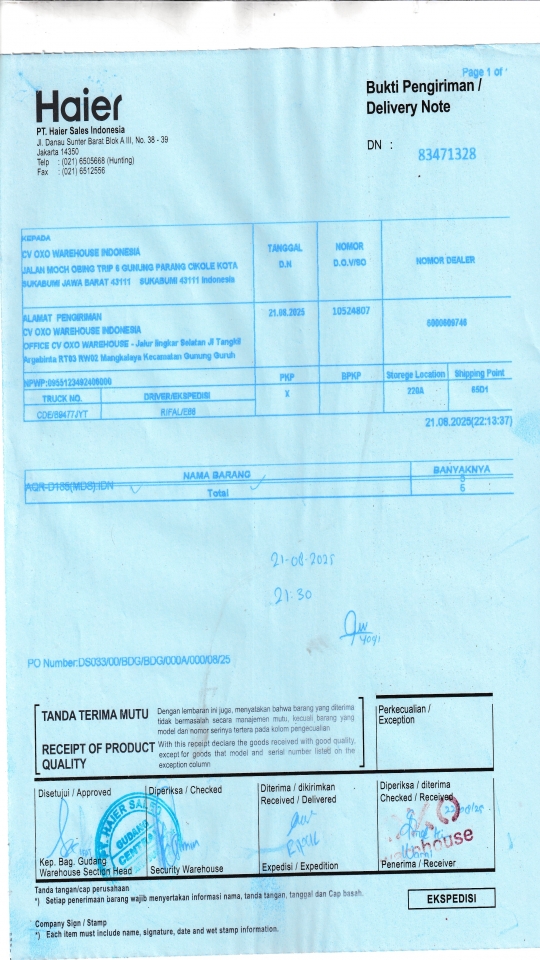 Page 1 of
Haier
Bukti Pengiriman /
Delivery Note
PT. Haier Sales Indonesia
Jl. Danau Sunter Barat Blok A III, No. 38 - 39
Jakarta 14350
Telp : (021) 6505668 (Hunting)
Fax : (021) 6512556
DN : 83471328
KEPADA
CV OXO WAREHOUSE INDONESIA
JALAN MOCH OBING TRIP 6 GUNUNG PARANG CIKOLE KOTA
SUKABUMI JAWA BARAT 43111 SUKABUMI 43111 Indonesia
TANGGAL
D.N
NOMOR
D.O.V/SO
NOMOR DEALER
ALAMAT PENGIRIMAN
CV OXO WAREHOUSE INDONESIA
OFFICE CV OXO WAREHOUSE - Jalur lingkar Selatan Jl Tangkil
Argabinta RT03 RW02 Mangkalaya Kecamatan Gunung Guruh
21.08.2025
10524807
NPWP:
PKP
BPKP
Storege Location
Shipping Point
TRUCK NO.
DRIVER/EKSPEDISI
X
220A
65D1
RIFAL/E66
21.08.2025(22:13:37)
NAMA BARANG
BANYAKNYA
AQR-D185(MDS).IDN
Total
6
21-08-2025
21:30
PO Number:DS033/00/BDG/BDG/000A/000/08/25
TANDA TERIMA MUTU
Dengan lembaran ini juga, menyatakan bahwa barang yang diterima
tidak bermasalah secara manajemen mutu, kecuali barang yang
model dan nomor serinya tertera pada kolom pengecualian
RECEIPT OF PRODUCT
QUALITY
With this receipt declare the goods received with good quality,
except for goods that model and serial number listed on the
exception column
Perkecualian /
Exception
Disetujui / Approved
Diperiksa / Checked
Diterima / dikirimkan
Received / Delivered
Diperiksa / diterima
Checked / Received
PT. HAIER SALES
GUDANG
CENTRAL
Kep. Bag. Gudang
Warehouse Section Head
Security Warehouse
Expedisi / Expedition
Penerima / Receiver
Tanda tangan/cap perusahaan
*) Setiap penerimaan barang wajib menyertakan informasi nama, tanda tangan, tanggal dan Cap basah.
EKSPEDISI
Company Sign / Stamp
*) Each item must include name, signature, date and wet stamp information.